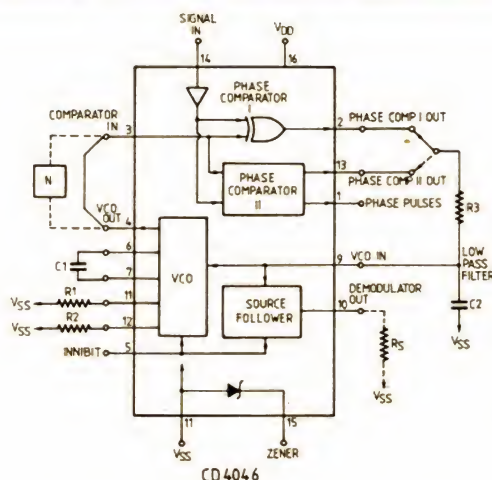 SIGNAL IN
VDD
14
16
PHASE COMPARATOR I
COMPARATOR IN
3
2
PHASE COMP I OUT
13
PHASE COMP II OUT
PHASE COMPARATOR II
1
PHASE PULSES
N
R3
VCO OUT
4
6
C1
7
VCO
9
VCO IN
LOW PASS FILTER
VSS
R1
11
SOURCE FOLLOWER
10
DEMODULATOR OUT
C2
VSS
R2
12
VSS
INNIBIT
5
RS
VSS
11
15
VSS
ZENER
CD4046